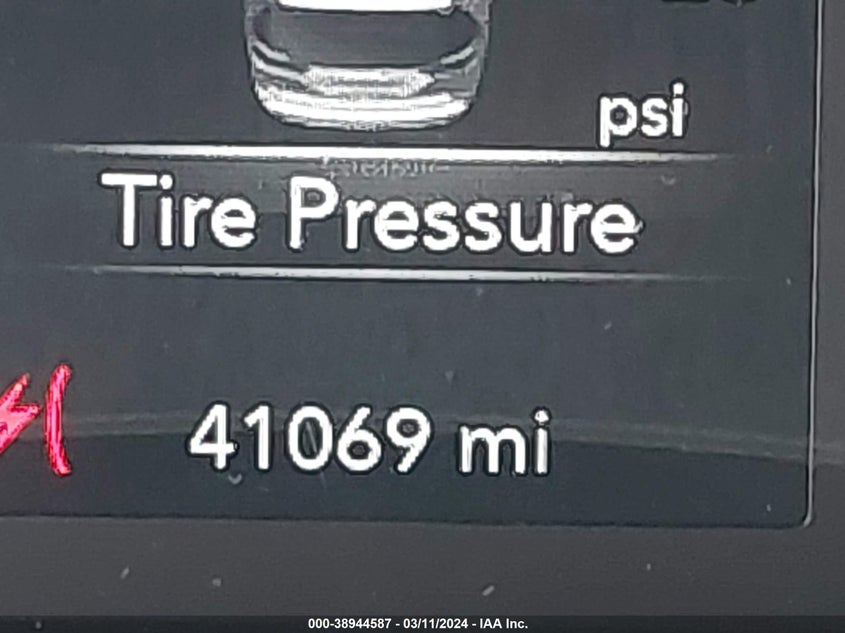 psi
Tire Pressure
41069 mi
000-38944587 - 03/11/2024 - IAA Inc.